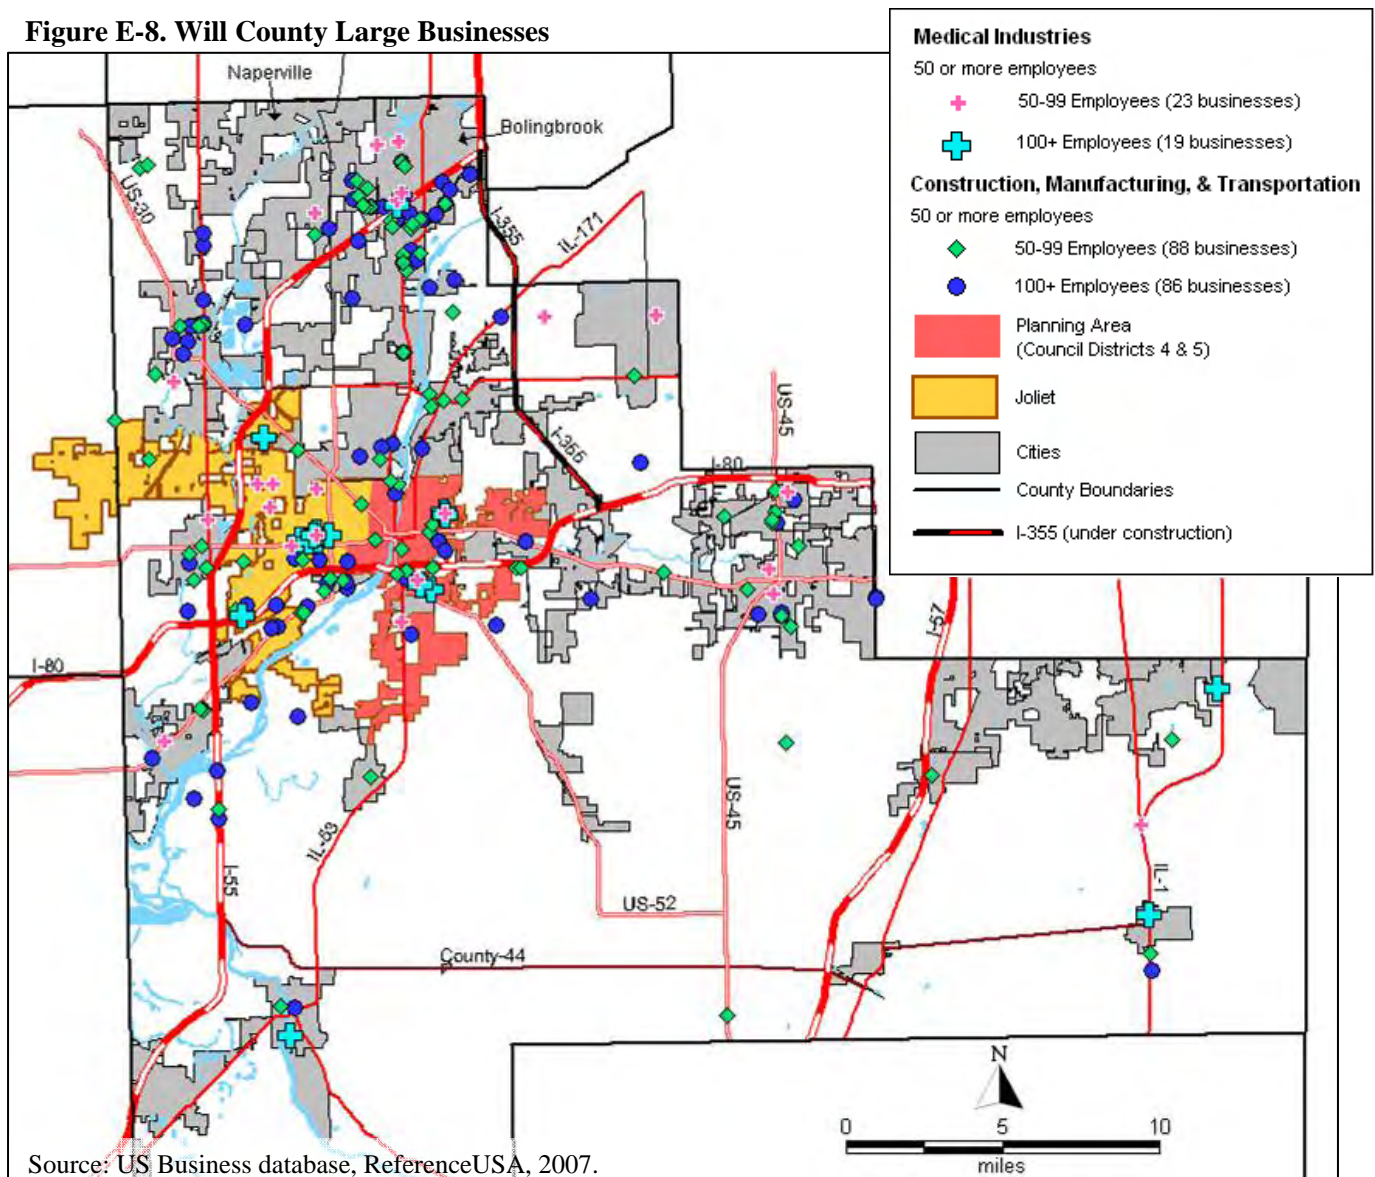 Figure E-8. Will County Large Businesses
Medical Industries
50 or more employees
50-99 Employees (23 businesses)
100+ Employees (19 businesses)
Construction, Manufacturing, & Transportation
50 or more employees
50-99 Employees (88 businesses)
100+ Employees (86 businesses)
Planning Area
(Council Districts 4 & 5)
Joliet
Cities
County Boundaries
I-355 (under construction)
Naperville
Bolingbrook
US-30
I-355
IL-171
US-45
I-355
I-80
I-80
I-57
US-45
IL-53
I-55
IL-1
US-52
County-44
N
0 5 10
miles
Source: US Business database, ReferenceUSA, 2007.